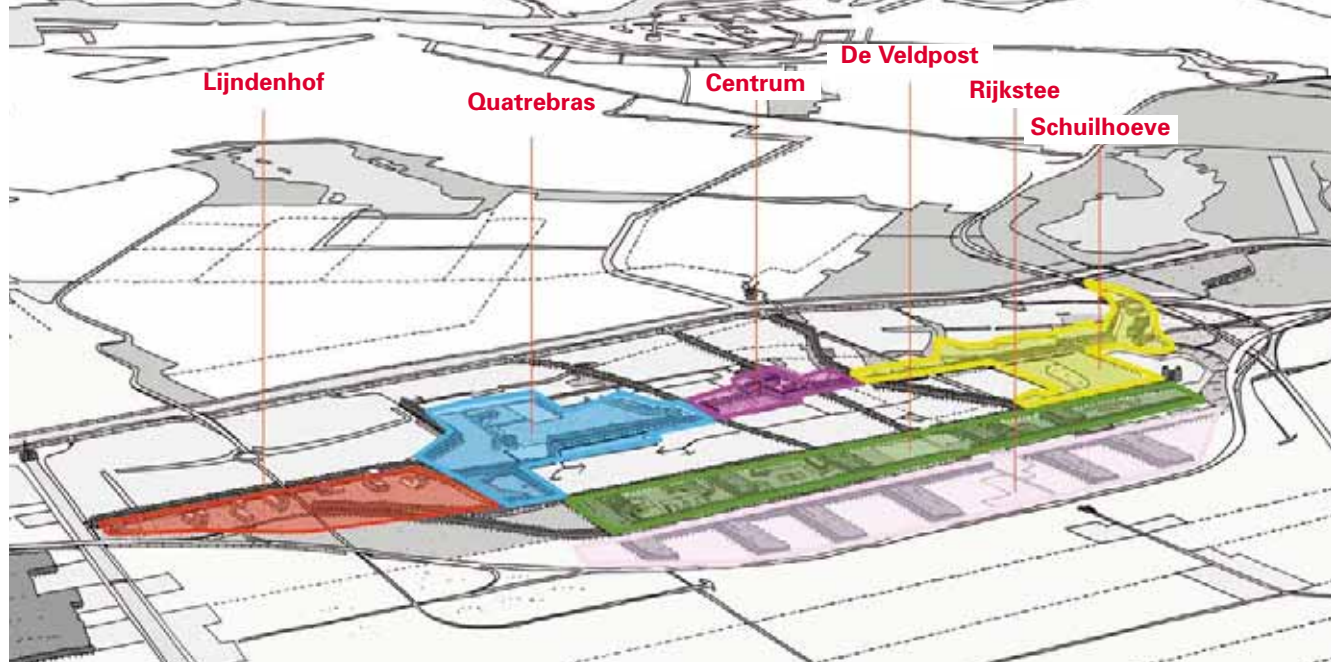 Lijndenhof
Quatrebras
Centrum
De Veldpost
Rijkstee
Schuilhoeve